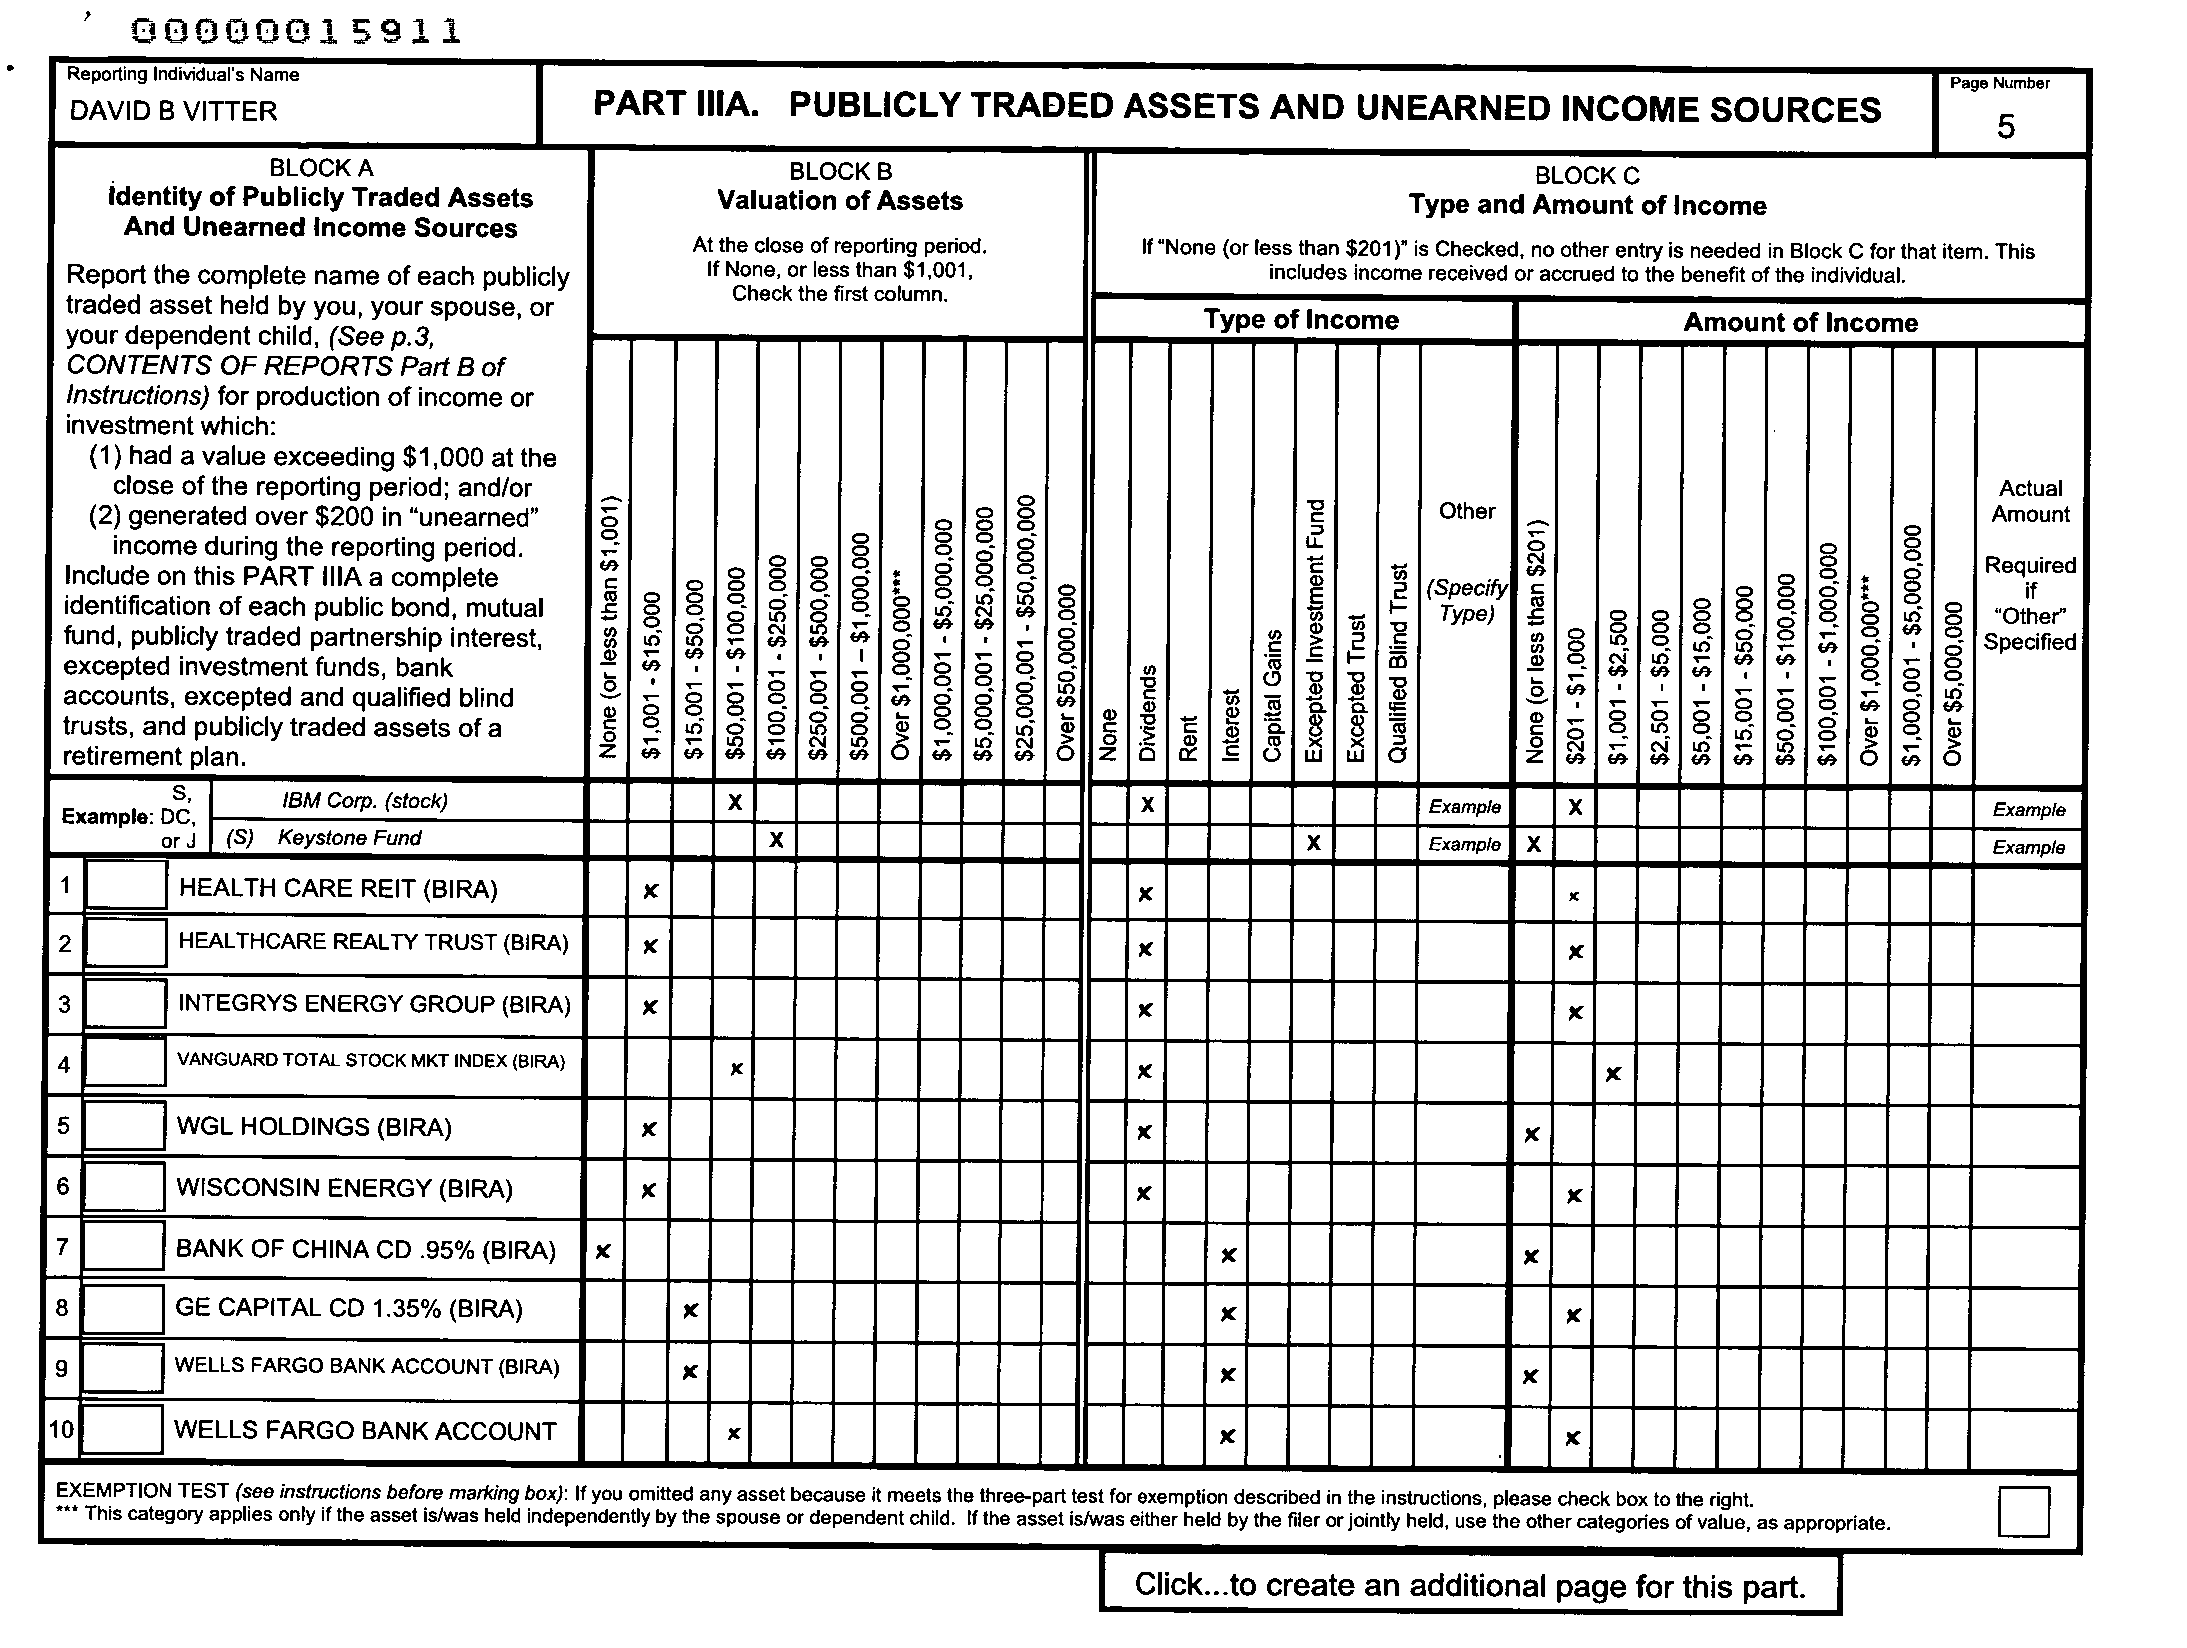 00000015911
Reporting Individual's Name
DAVID B VITTER
PART IIIA. PUBLICLY TRADED ASSETS AND UNEARNED INCOME SOURCES
Page Number
5
BLOCK A
Identity of Publicly Traded Assets
And Unearned Income Sources
Report the complete name of each publicly
traded asset held by you, your spouse, or
your dependent child, (See p.3,
CONTENTS OF REPORTS Part B of
Instructions) for production of income or
investment which:
(1) had a value exceeding $1,000 at the
close of the reporting period; and/or
(2) generated over $200 in "unearned"
income during the reporting period.
Include on this PART IIIA a complete
identification of each public bond, mutual
fund, publicly traded partnership interest,
excepted investment funds, bank
accounts, excepted and qualified blind
trusts, and publicly traded assets of a
retirement plan.
BLOCK B
Valuation of Assets
At the close of reporting period.
If None, or less than $1,001,
Check the first column.
None (or less than $1,001)
$1,001 - $15,000
$15,001 - $50,000
$50,001 - $100,000
$100,001 - $250,000
$250,001 - $500,000
$500,001 – $1,000,000
Over $1,000,000***
$1,000,001 - $5,000,000
$5,000,001 - $25,000,000
$25,000,001 - $50,000,000
Over $50,000,000
BLOCK C
Type and Amount of Income
If "None (or less than $201)" is Checked, no other entry is needed in Block C for that item. This
includes income received or accrued to the benefit of the individual.
Type of Income
None
Dividends
Rent
Interest
Capital Gains
Excepted Investment Fund
Excepted Trust
Qualified Blind Trust
Other
(Specify
Type)
Amount of Income
None (or less than $201)
$201 - $1,000
$1,001 - $2,500
$2,501 - $5,000
$5,001 - $15,000
$15,001 - $50,000
$50,001 - $100,000
$100,001 - $1,000,000
Over $1,000,000***
$1,000,001 - $5,000,000
Over $5,000,000
Actual
Amount
Required
if
"Other"
Specified
Example: S, DC, or J
IBM Corp. (stock) X X Example X Example
(S) Keystone Fund X X Example X Example
1 HEALTH CARE REIT (BIRA) x x x
2 HEALTHCARE REALTY TRUST (BIRA) x x x
3 INTEGRYS ENERGY GROUP (BIRA) x x x
4 VANGUARD TOTAL STOCK MKT INDEX (BIRA) x x x
5 WGL HOLDINGS (BIRA) x x x
6 WISCONSIN ENERGY (BIRA) x x x
7 BANK OF CHINA CD .95% (BIRA) x x x
8 GE CAPITAL CD 1.35% (BIRA) x x x
9 WELLS FARGO BANK ACCOUNT (BIRA) x x x
10 WELLS FARGO BANK ACCOUNT x x x
EXEMPTION TEST (see instructions before marking box): If you omitted any asset because it meets the three-part test for exemption described in the instructions, please check box to the right.
*** This category applies only if the asset is/was held independently by the spouse or dependent child. If the asset is/was either held by the filer or jointly held, use the other categories of value, as appropriate.
Click...to create an additional page for this part.